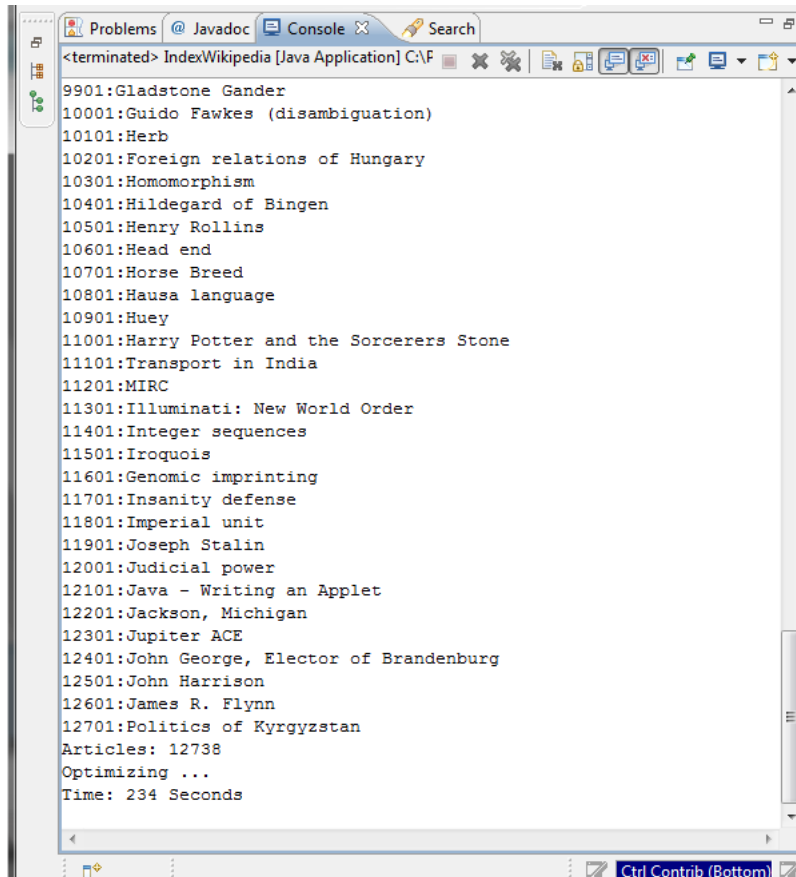 Problems @ Javadoc Console Search
<terminated> IndexWikipedia [Java Application] C:\F
9901:Gladstone Gander
10001:Guido Fawkes (disambiguation)
10101:Herb
10201:Foreign relations of Hungary
10301:Homomorphism
10401:Hildegard of Bingen
10501:Henry Rollins
10601:Head end
10701:Horse Breed
10801:Hausa language
10901:Huey
11001:Harry Potter and the Sorcerers Stone
11101:Transport in India
11201:MIRC
11301:Illuminati: New World Order
11401:Integer sequences
11501:Iroquois
11601:Genomic imprinting
11701:Insanity defense
11801:Imperial unit
11901:Joseph Stalin
12001:Judicial power
12101:Java - Writing an Applet
12201:Jackson, Michigan
12301:Jupiter ACE
12401:John George, Elector of Brandenburg
12501:John Harrison
12601:James R. Flynn
12701:Politics of Kyrgyzstan
Articles: 12738
Optimizing ...
Time: 234 Seconds
Ctrl Contrib (Bottom)